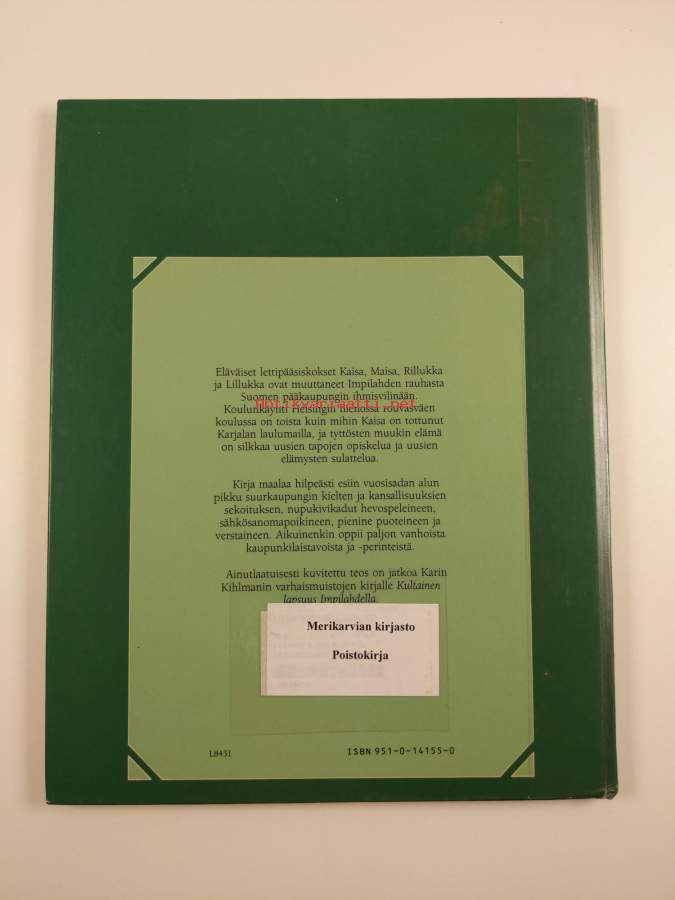 Eläväiset lettipääsiskokset Kaisa, Maisa, Rillukka
ja Lillukka ovat muuttaneet Impilahden rauhasta
Suomen pääkaupungin ihmisvilinään.
Antikvariaatti.net
Koulunkäynti Helsingin hienossa rouvasväen
koulussa on toista kuin mihin Kaisa on tottunut
Karjalan laulumailla, ja tyttösten muukin elämä
on silkkaa uusien tapojen opiskelua ja uusien
elämysten sulattelua.
Kirja maalaa hilpeästi esiin vuosisadan alun
pikku suurkaupungin kielten ja kansallisuuksien
sekoituksen, nupukivikadut hevospeleineen,
sähkösanomapoikineen, pienine puoteineen ja
verstaineen. Aikuinenkin oppii paljon vanhoista
kaupunkilaistavoista ja -perinteistä.
Ainutlaatuisesti kuvitettu teos on jatkoa Karin
Kihlmanin varhaismuistojen kirjalle Kultainen
lapsuus Impilahdella.
Merikarvian kirjasto
Poistokirja
L8431
ISBN 951-0-14155-0